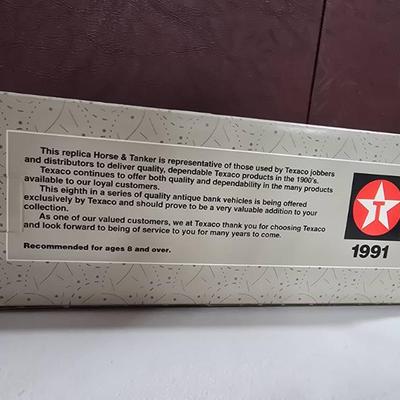 This replica Horse & Tanker is representative of those used by Texaco jobbers
and distributors to deliver quality, dependable Texaco products in the 1900's.
Texaco continues to offer both quality and dependability in the many products
available to our loyal customers.
This eighth in a series of quality antique bank vehicles is being offered
exclusively by Texaco and should prove to be a very valuable addition to your
collection.
As one of our valued customers, we at Texaco thank you for choosing Texaco
and look forward to being of service to you for many years to come.
Recommended for ages 8 and over.
T
1991